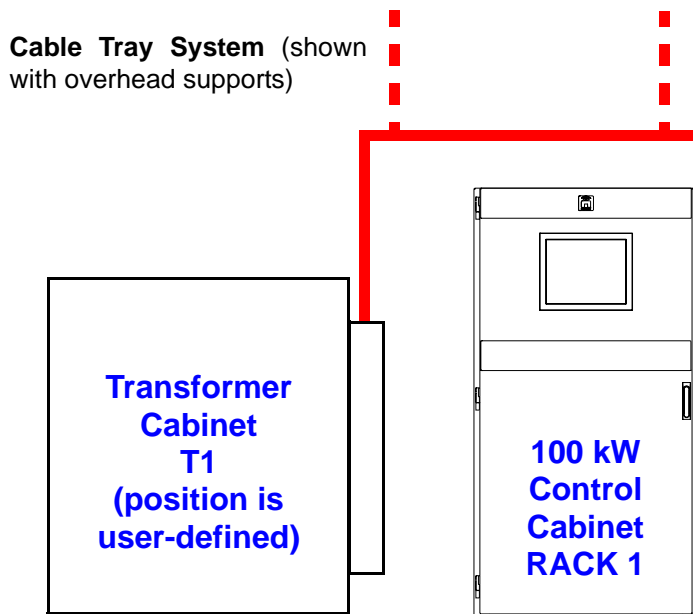 Cable Tray System (shown
with overhead supports)
Transformer
Cabinet
T1
(position is
user-defined)
100 kW
Control
Cabinet
RACK 1